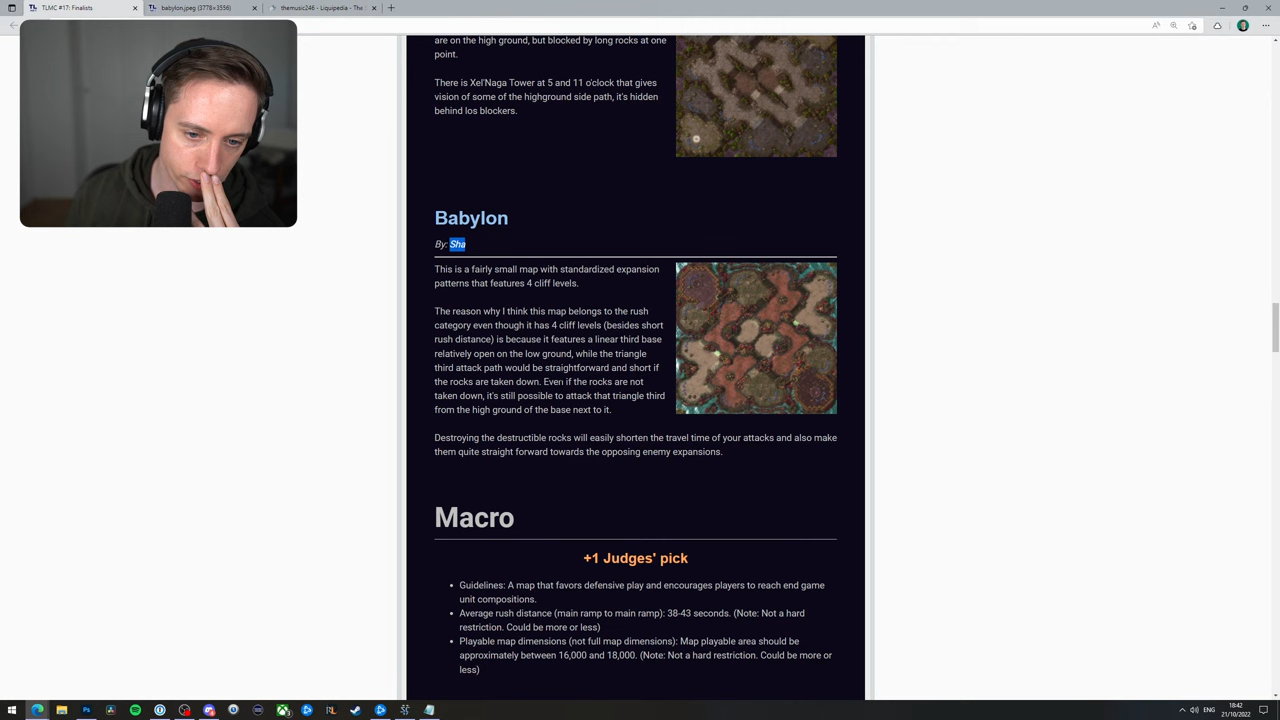 TLMC #17: Finalists
babylon.jpeg (3778×3556)
themusic246 - Liquipedia - The
are on the high ground, but blocked by long rocks at one
point.
There is Xel'Naga Tower at 5 and 11 o'clock that gives
vision of some of the highground side path, it's hidden
behind los blockers.
Babylon
By: Sha
This is a fairly small map with standardized expansion
patterns that features 4 cliff levels.
The reason why I think this map belongs to the rush
category even though it has 4 cliff levels (besides short
rush distance) is because it features a linear third base
relatively open on the low ground, while the triangle
third attack path would be straightforward and short if
the rocks are taken down. Even if the rocks are not
taken down, it's still possible to attack that triangle third
from the high ground of the base next to it.
Destroying the destructible rocks will easily shorten the travel time of your attacks and also make
them quite straight forward towards the opposing enemy expansions.
Macro
+1 Judges' pick
• Guidelines: A map that favors defensive play and encourages players to reach end game
unit compositions.
• Average rush distance (main ramp to main ramp): 38-43 seconds. (Note: Not a hard
restriction. Could be more or less)
• Playable map dimensions (not full map dimensions): Map playable area should be
approximately between 16,000 and 18,000. (Note: Not a hard restriction. Could be more or
less)
ENG
18:42
21/10/2022